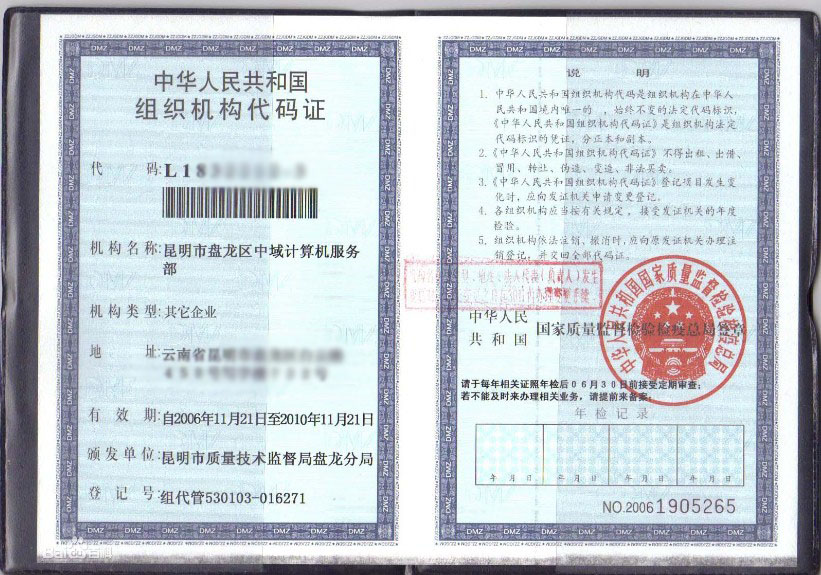 中华人民共和国
组织机构代码证
代 码:L18
机构名称:昆明市盘龙区中域计算机服务
部
机构类型:其它企业
地 址:云南省昆明市
有 效 期:自2006年11月21日至2010年11月21日
颁发单位:昆明市质量技术监督局盘龙分局
登 记 号:组代管530103-016271
说 明
1. 中华人民共和国组织机构代码是组织机构在中华人
民共和国境内唯一的、始终不变的法定代码标识,
《中华人民共和国组织机构代码证》是组织机构法定
代码标识的凭证,分正本和副本。
2.《中华人民共和国组织机构代码证》不得出租、出借、
冒用、转让、伪造、变造、非法买卖。
3.《中华人民共和国组织机构代码证》登记项目发生变
化时,应向发证机关申请变更登记。
4. 各组织机构应当按有关规定,接受发证机关的年度
检验。
5. 组织机构依法注销、撤消时,应向原发证机关办理注
销登记,并交回全部代码证。
中华人民
共和国
国家质量监督检验检疫总局签章
中华人民共和国国家质量监督检验检疫总局
请于每年相关证照年检后06月30日前接受定期审查;
若不能及时来办理相关业务,请提前来备案;
年检记录
年 月 日 年 月 日 年 月 日 年 月 日
NO.2006 1905265
Baidu百科